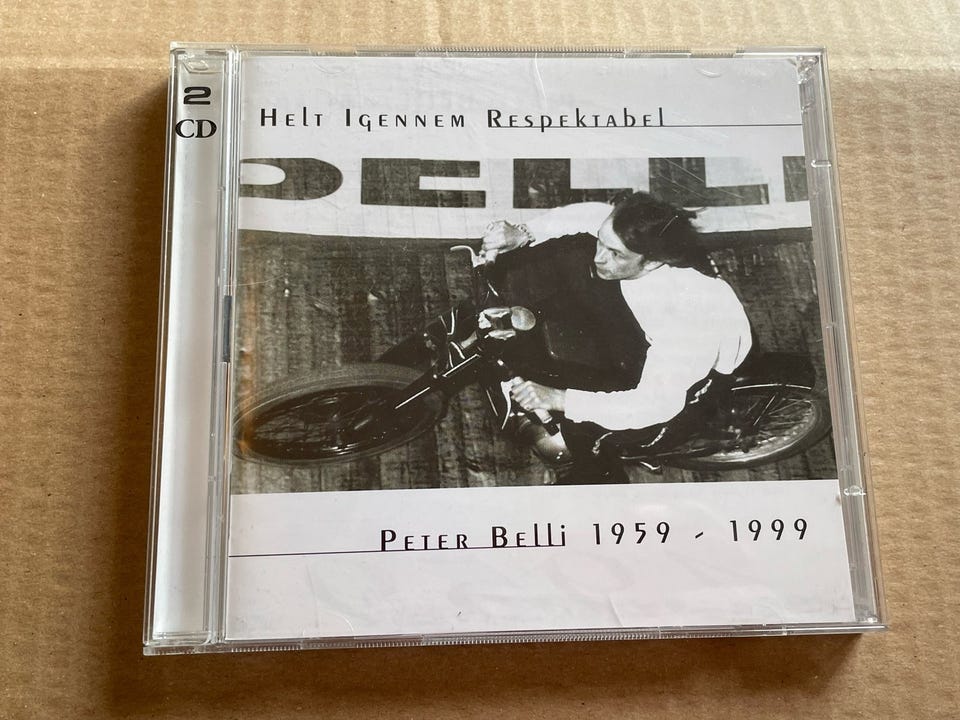 2
CD
Helt Igennem Respektabel
BELLI
Peter Belli 1959 - 1999